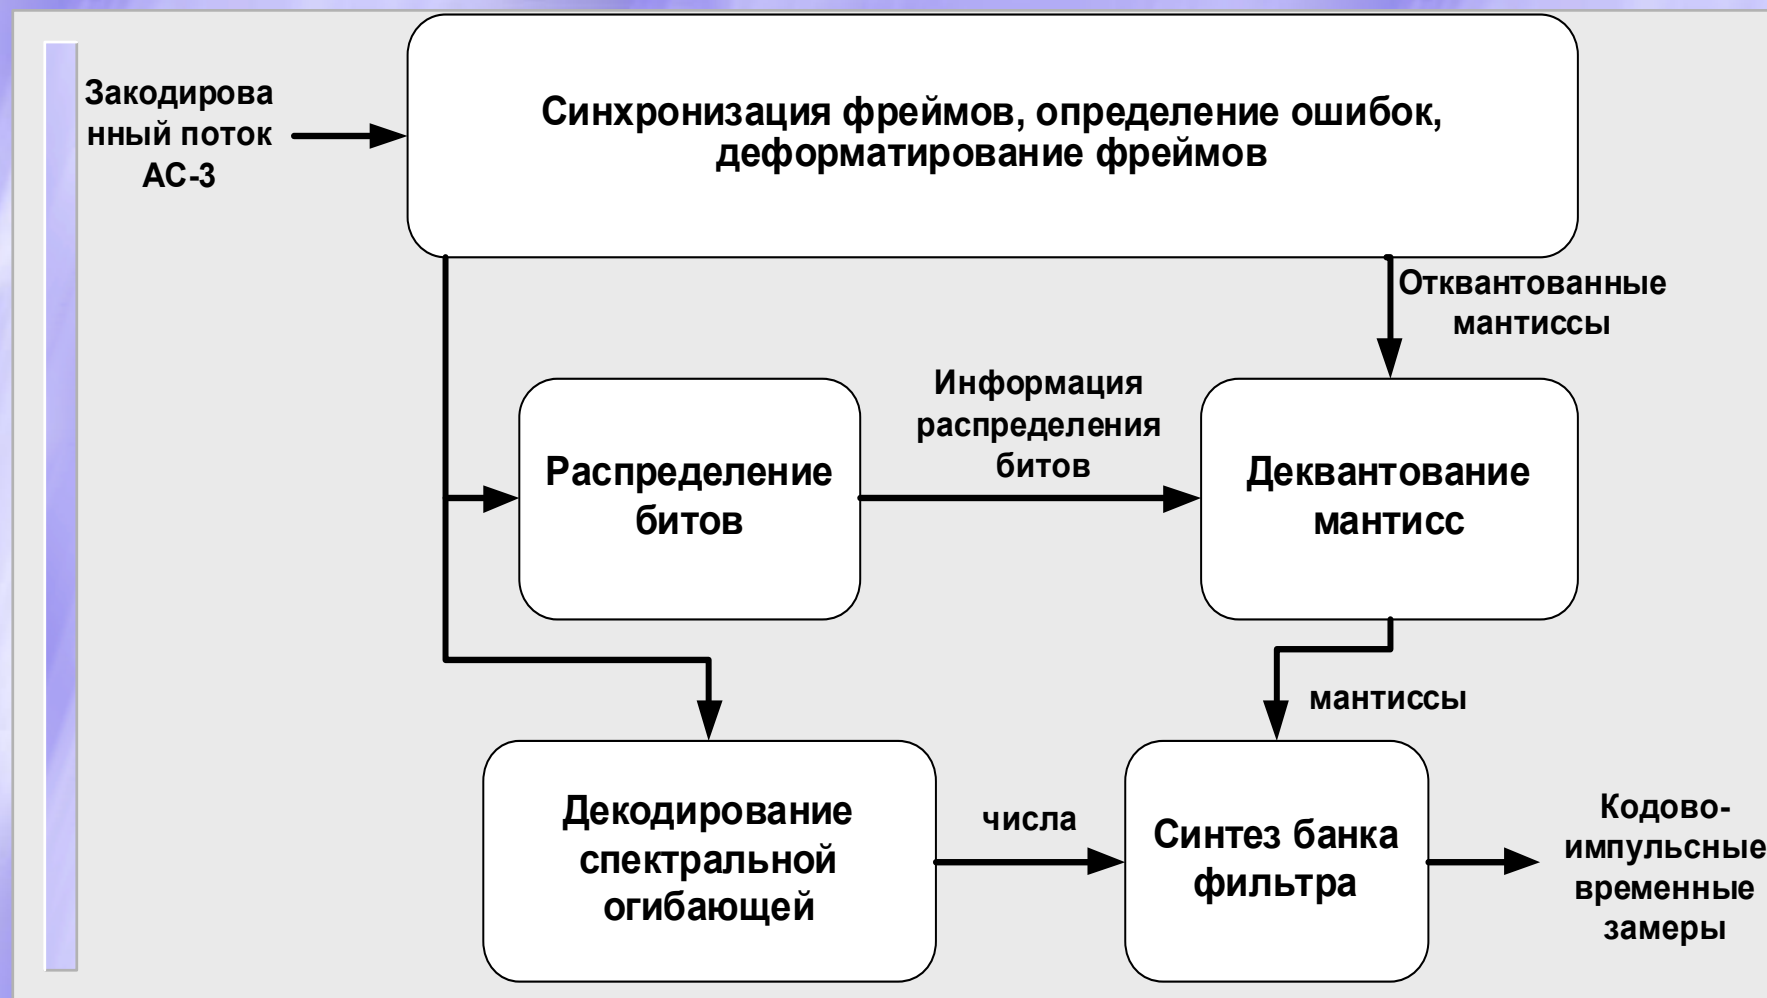 Закодирова
нный поток
АС-3
Синхронизация фреймов, определение ошибок,
деформатирование фреймов
Отквантованные
мантиссы
Информация
распределения
битов
Распределение
битов
Деквантование
мантисс
мантиссы
Декодирование
спектральной
огибающей
числа
Синтез банка
фильтра
Кодово-
импульсные
временные
замеры